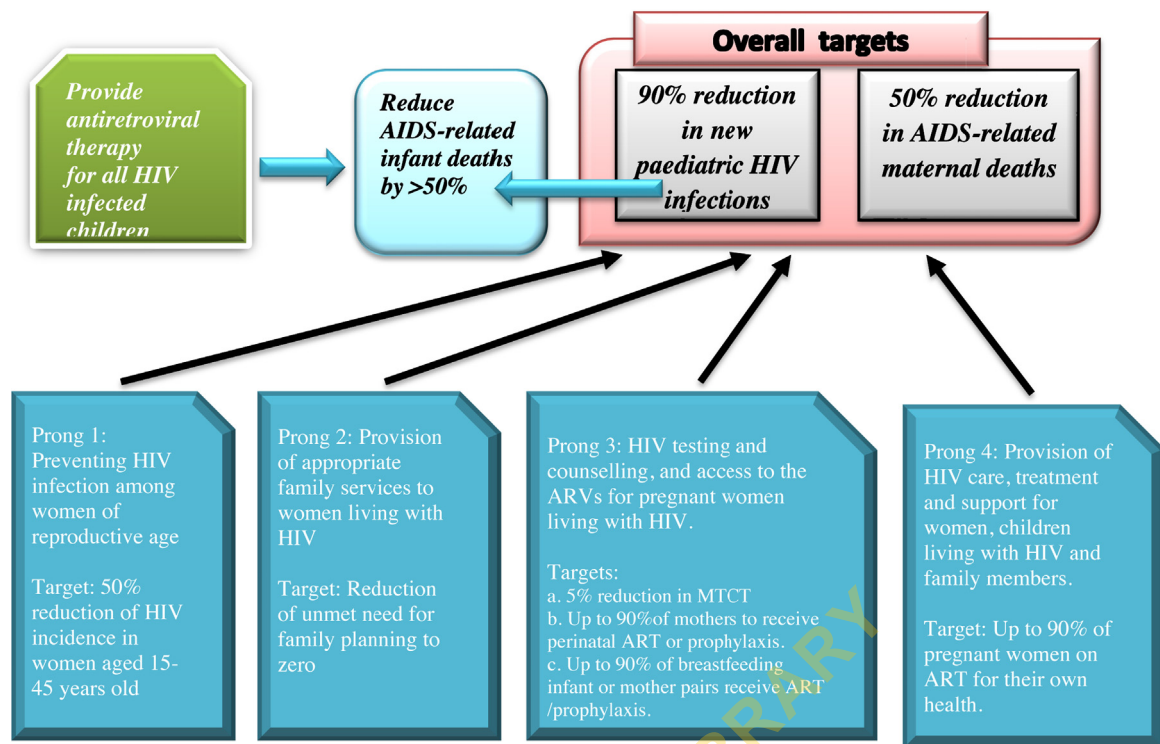 Overall targets
Provide
antiretroviral
therapy
for all HIV
infected
children
Reduce
AIDS-related
infant deaths
by >50%
90% reduction
in new
paediatric HIV
infections
50% reduction
in AIDS-related
maternal deaths
Prong 1:
Preventing HIV
infection among
women of
reproductive age
Target: 50%
reduction of HIV
incidence in
women aged 15-
45 years old
Prong 2: Provision
of appropriate
family services to
women living with
HIV
Target: Reduction
of unmet need for
family planning to
zero
Prong 3: HIV testing and
counselling, and access to the
ARVs for pregnant women
living with HIV.
Targets:
a. 5% reduction in MTCT
b. Up to 90%of mothers to receive
perinatal ART or prophylaxis.
c. Up to 90% of breastfeeding
infant or mother pairs receive ART
/prophylaxis.
Prong 4: Provision of
HIV care, treatment
and support for
women, children
living with HIV and
family members.
Target: Up to 90% of
pregnant women on
ART for their own
health.
BRARY